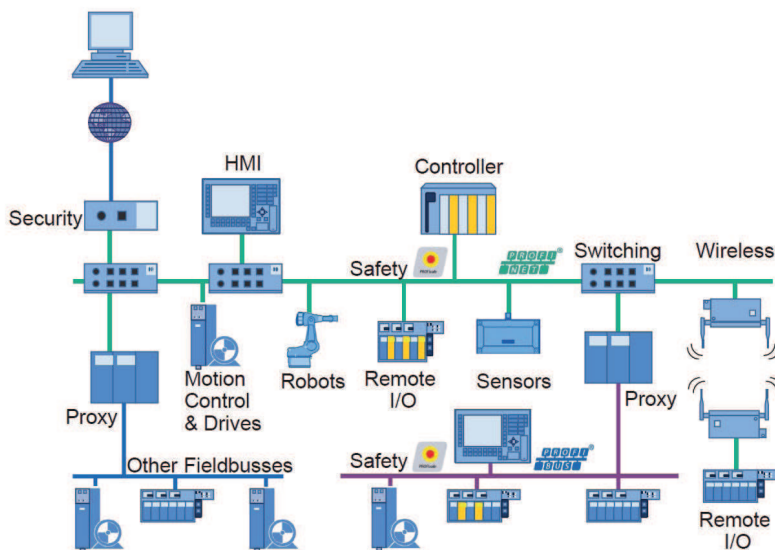 HMI
Controller
Security
Safety
PROFI
NET
Switching
Wireless
Motion
Control
& Drives
Robots
Remote
I/O
Sensors
Proxy
Proxy
Other Fieldbusses
Safety
PROFI
BUS
Remote
I/O